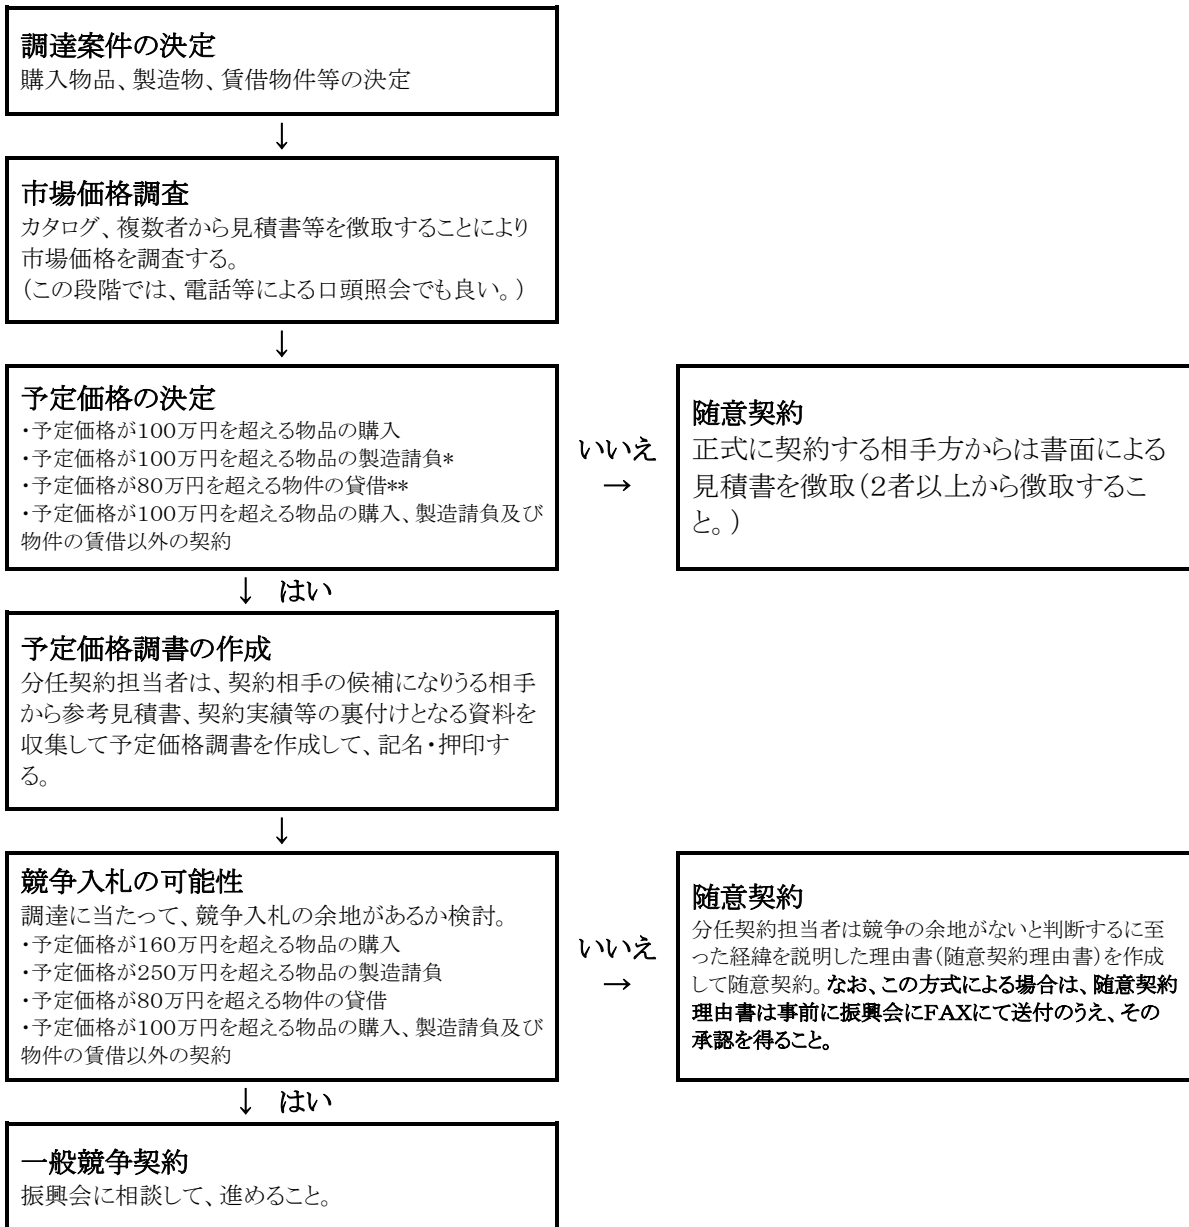 調達案件の決定
購入物品、製造物、賃借物件等の決定
↓
市場価格調査
カタログ、複数者から見積書等を徴取することにより
市場価格を調査する。
（この段階では、電話等による口頭照会でも良い。）
↓
予定価格の決定
・予定価格が100万円を超える物品の購入
・予定価格が100万円を超える物品の製造請負*
・予定価格が80万円を超える物件の貸借**
・予定価格が100万円を超える物品の購入、製造請負及び
物件の賃借以外の契約
いいえ
→
随意契約
正式に契約する相手方からは書面による
見積書を徴取（2者以上から徴取するこ
と。）
↓ はい
予定価格調書の作成
分任契約担当者は、契約相手の候補になりうる相手
から参考見積書、契約実績等の裏付けとなる資料を
収集して予定価格調書を作成して、記名・押印す
る。
↓
競争入札の可能性
調達に当たって、競争入札の余地があるか検討。
・予定価格が160万円を超える物品の購入
・予定価格が250万円を超える物品の製造請負
・予定価格が80万円を超える物件の貸借
・予定価格が100万円を超える物品の購入、製造請負及び
物件の賃借以外の契約
いいえ
→
随意契約
分任契約担当者は競争の余地がないと判断するに至
った経緯を説明した理由書（随意契約理由書）を作成
して随意契約。なお、この方式による場合は、随意契約
理由書は事前に振興会にFAXにて送付のうえ、その
承認を得ること。
↓ はい
一般競争契約
振興会に相談して、進めること。